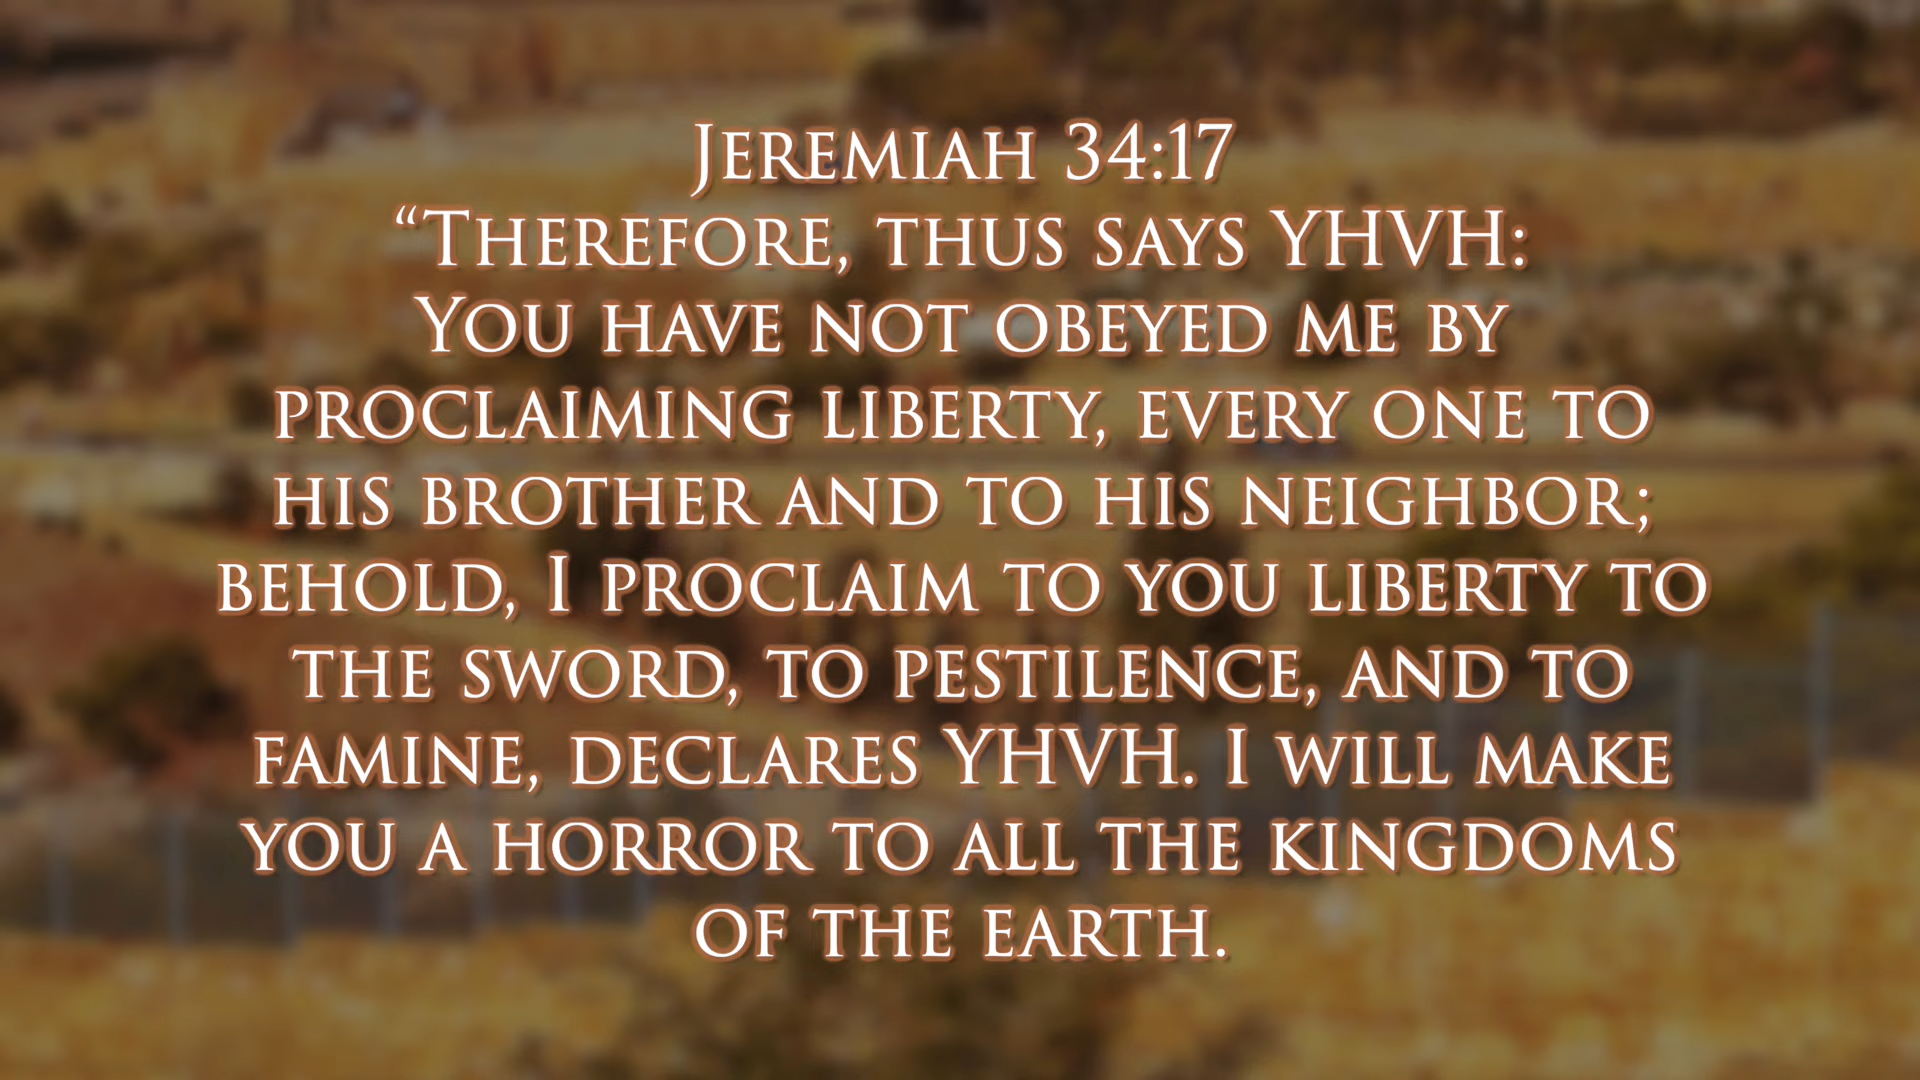 Jeremiah 34:17
“Therefore, thus says YHVH:
You have not obeyed me by
proclaiming liberty, every one to
his brother and to his neighbor;
behold, I proclaim to you liberty to
the sword, to pestilence, and to
famine, declares YHVH. I will make
you a horror to all the kingdoms
of the earth.